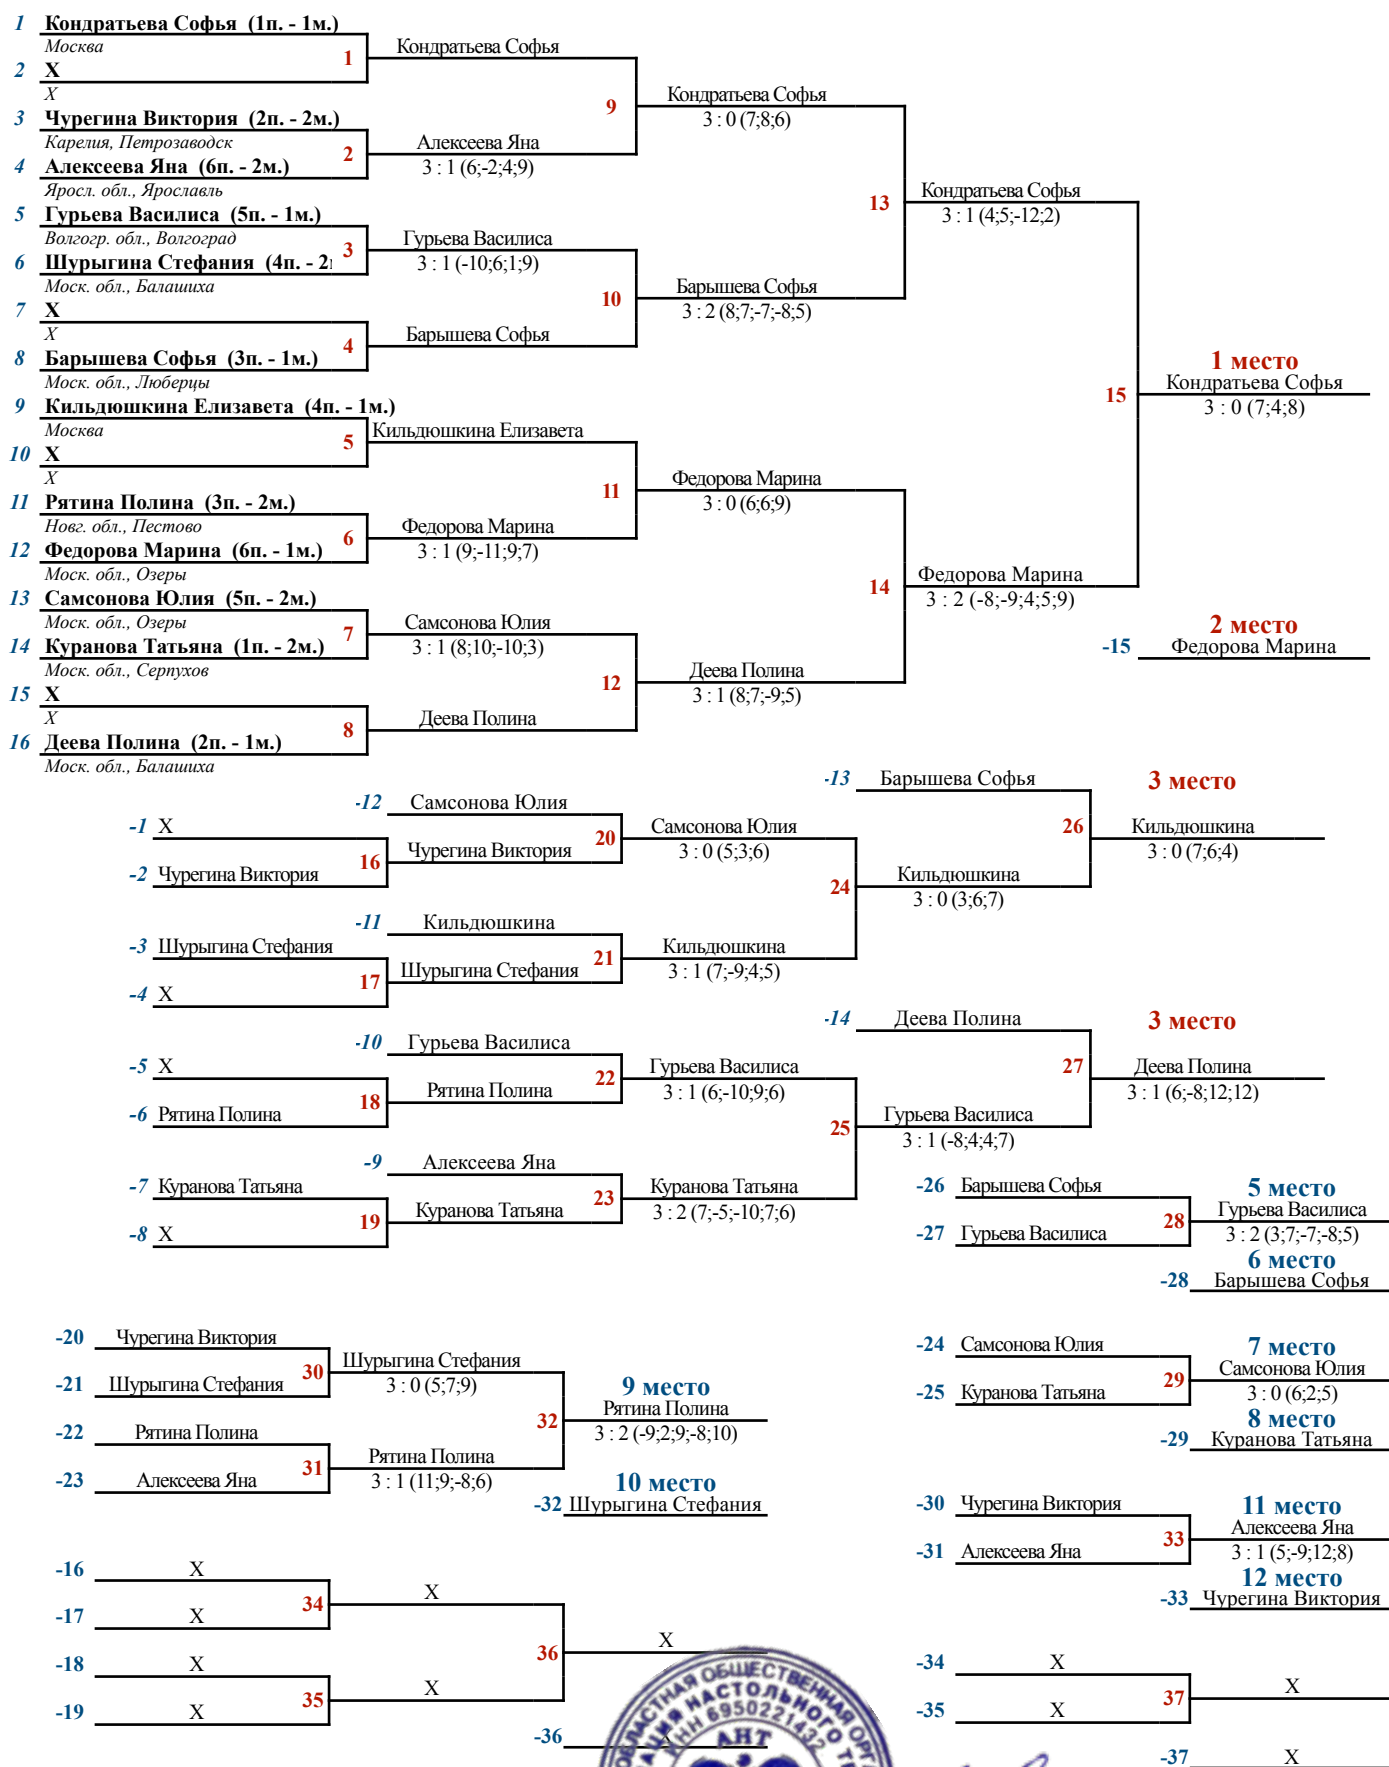 1 Кондратьева Софья (1п. - 1м.)
Москва
1 Кондратьева Софья
2 X
X
9 Кондратьева Софья
3 : 0 (7;8;6)
3 Чурегина Виктория (2п. - 2м.)
Карелия, Петрозаводск
2 Алексеева Яна
3 : 1 (6;-2;4;9)
4 Алексеева Яна (6п. - 2м.)
Яросл. обл., Ярославль
13 Кондратьева Софья
3 : 1 (4;5;-12;2)
5 Гурьева Василиса (5п. - 1м.)
Волгогр. обл., Волгоград
3 Гурьева Василиса
3 : 1 (-10;6;1;9)
6 Шурыгина Стефания (4п. - 2
Моск. обл., Балашиха
10 Барышева Софья
3 : 2 (8;7;-7;-8;5)
7 X
X
4 Барышева Софья
8 Барышева Софья (3п. - 1м.)
Моск. обл., Люберцы
1 место
15 Кондратьева Софья
3 : 0 (7;4;8)
9 Кильдюшкина Елизавета (4п. - 1м.)
Москва
5 Кильдюшкина Елизавета
10 X
X
11 Федорова Марина
3 : 0 (6;6;9)
11 Рятина Полина (3п. - 2м.)
Новг. обл., Пестово
6 Федорова Марина
3 : 1 (9;-11;9;7)
12 Федорова Марина (6п. - 1м.)
Моск. обл., Озеры
14 Федорова Марина
3 : 2 (-8;-9;4;5;9)
13 Самсонова Юлия (5п. - 2м.)
Моск. обл., Озеры
7 Самсонова Юлия
3 : 1 (8;10;-10;3)
2 место
-15 Федорова Марина
14 Куранова Татьяна (1п. - 2м.)
Моск. обл., Серпухов
12 Деева Полина
3 : 1 (8;7;-9;5)
15 X
X
8 Деева Полина
16 Деева Полина (2п. - 1м.)
Моск. обл., Балашиха
-13 Барышева Софья
3 место
-12 Самсонова Юлия
-1 X
20 Самсонова Юлия
3 : 0 (5;3;6)
26 Кильдюшкина
3 : 0 (7;6;4)
16 Чурегина Виктория
-2 Чурегина Виктория
24 Кильдюшкина
3 : 0 (3;6;7)
-11 Кильдюшкина
-3 Шурыгина Стефания
21 Кильдюшкина
3 : 1 (7;-9;4;5)
17 Шурыгина Стефания
-4 X
-14 Деева Полина
3 место
-10 Гурьева Василиса
-5 X
22 Гурьева Василиса
3 : 1 (6;-10;9;6)
27 Деева Полина
3 : 1 (6;-8;12;12)
18 Рятина Полина
-6 Рятина Полина
25 Гурьева Василиса
3 : 1 (-8;4;4;7)
-9 Алексеева Яна
-7 Куранова Татьяна
23 Куранова Татьяна
3 : 2 (7;-5;-10;7;6)
19 Куранова Татьяна
-8 X
-26 Барышева Софья
5 место
28 Гурьева Василиса
3 : 2 (3;7;-7;-8;5)
-27 Гурьева Василиса
6 место
-28 Барышева Софья
-20 Чурегина Виктория
30 Шурыгина Стефания
3 : 0 (5;7;9)
-21 Шурыгина Стефания
9 место
32 Рятина Полина
3 : 2 (-9;2;9;-8;10)
-22 Рятина Полина
31 Рятина Полина
3 : 1 (11;9;-8;6)
-23 Алексеева Яна
10 место
-32 Шурыгина Стефания
-24 Самсонова Юлия
7 место
29 Самсонова Юлия
3 : 0 (6;2;5)
-25 Куранова Татьяна
8 место
-29 Куранова Татьяна
-30 Чурегина Виктория
11 место
33 Алексеева Яна
3 : 1 (5;-9;12;8)
-31 Алексеева Яна
12 место
-33 Чурегина Виктория
-16 X
34 X
-17 X
36 X
-18 X
35 X
-19 X
-36
-34 X
37 X
-35 X
-37 X
ОБЛАСТНАЯ ОБЩЕСТВЕННАЯ
НАСТОЛЬНОГО
ИНН 6950221432
АНТ